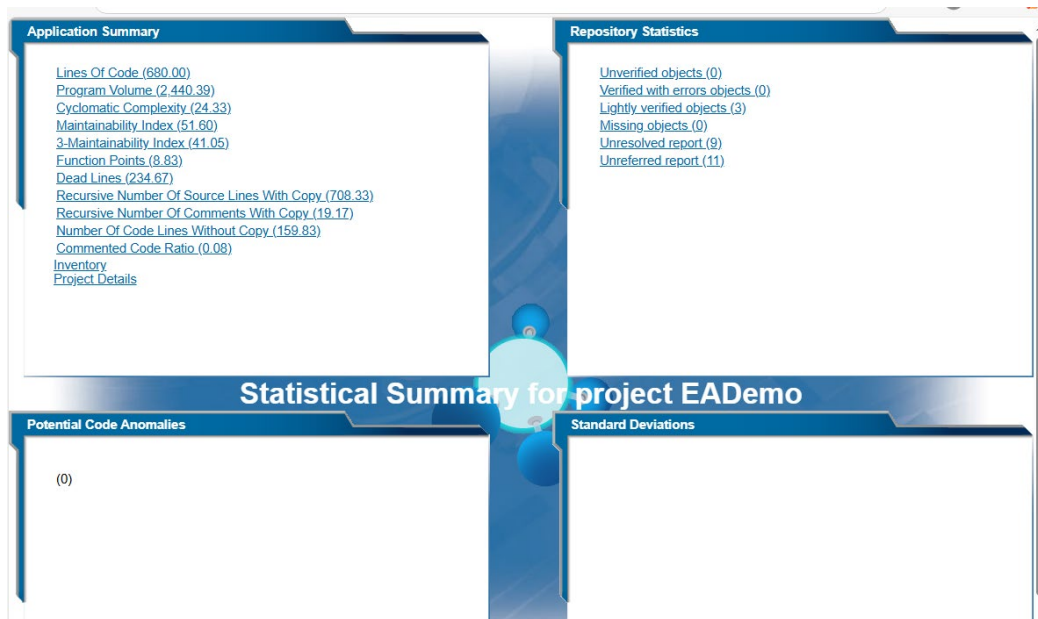 Application Summary
Lines Of Code (680.00)
Program Volume (2,440.39)
Cyclomatic Complexity (24.33)
Maintainability Index (51.60)
3-Maintainability Index (41.05)
Function Points (8.83)
Dead Lines (234.67)
Recursive Number Of Source Lines With Copy (708.33)
Recursive Number Of Comments With Copy (19.17)
Number Of Code Lines Without Copy (159.83)
Commented Code Ratio (0.08)
Inventory
Project Details
Repository Statistics
Unverified objects (0)
Verified with errors objects (0)
Lightly verified objects (3)
Missing objects (0)
Unresolved report (9)
Unreferred report (11)
Statistical Summary for project EADemo
Potential Code Anomalies
(0)
Standard Deviations